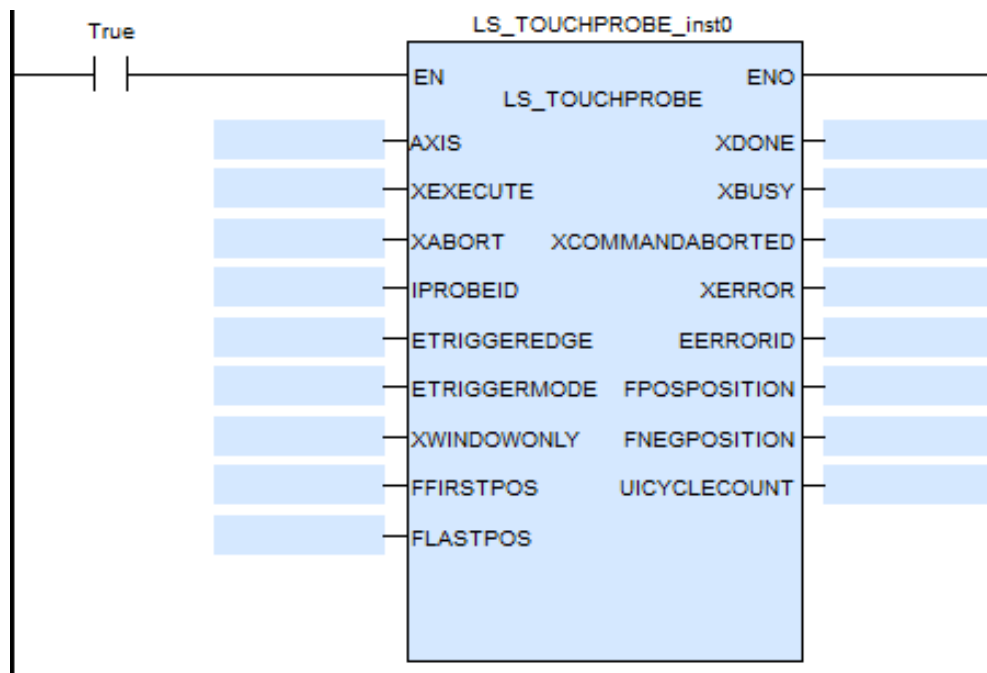 LS_TOUCHPROBE_inst0
True
EN ENO
LS_TOUCHPROBE
AXIS XDONE
XEXECUTE XBUSY
XABORT XCOMMANDABORTED
IPROBEID XERROR
ETRIGGEREDGE EERRORID
ETRIGGERMODE FPOSPOSITION
XWINDOWONLY FNEGPOSITION
FFIRSTPOS UICYCLECOUNT
FLASTPOS